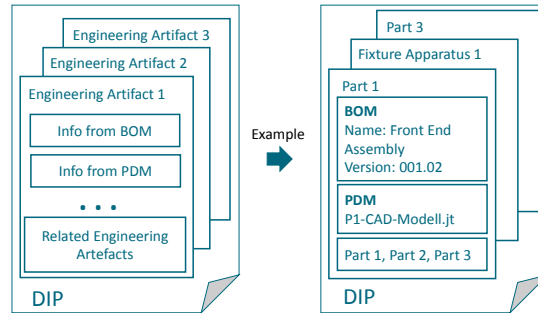 Engineering Artifact 3
Engineering Artifact 2
Engineering Artifact 1
Info from BOM
Info from PDM
• • •
Related Engineering
Artefacts
DIP
Example
Part 3
Fixture Apparatus 1
Part 1
BOM
Name: Front End
Assembly
Version: 001.02
PDM
P1-CAD-Modell.jt
Part 1, Part 2, Part 3
DIP